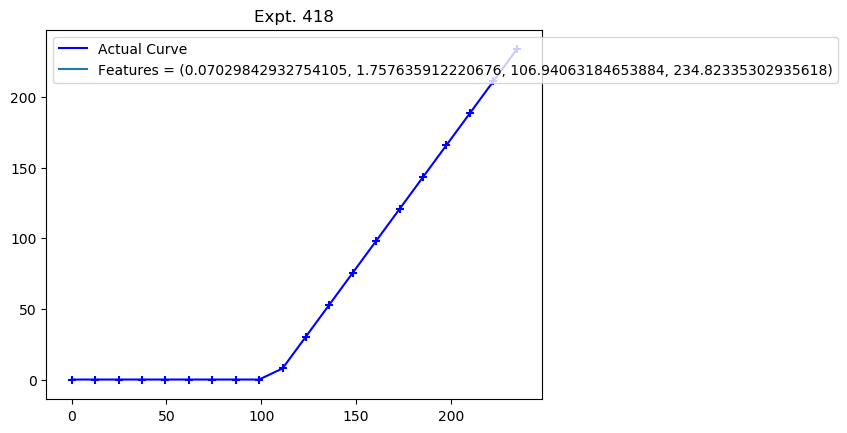 Expt. 418
Actual Curve
Features = (0.07029842932754105, 1.757635912220676, 106.94063184653884, 234.82335302935618)
200
150
100
50
0
0 50 100 150 200